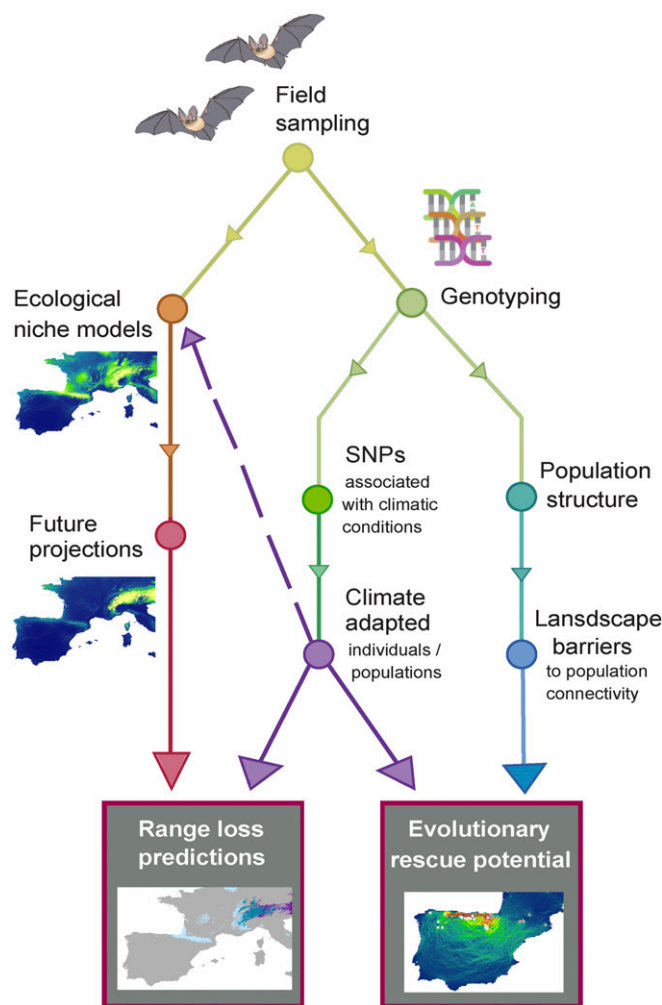 Field
sampling
Genotyping
Ecological
niche models
SNPs
associated
with climatic
conditions
Population
structure
Future
projections
Climate
adapted
individuals /
populations
Lansdscape
barriers
to population
connectivity
Range loss
predictions
Evolutionary
rescue potential